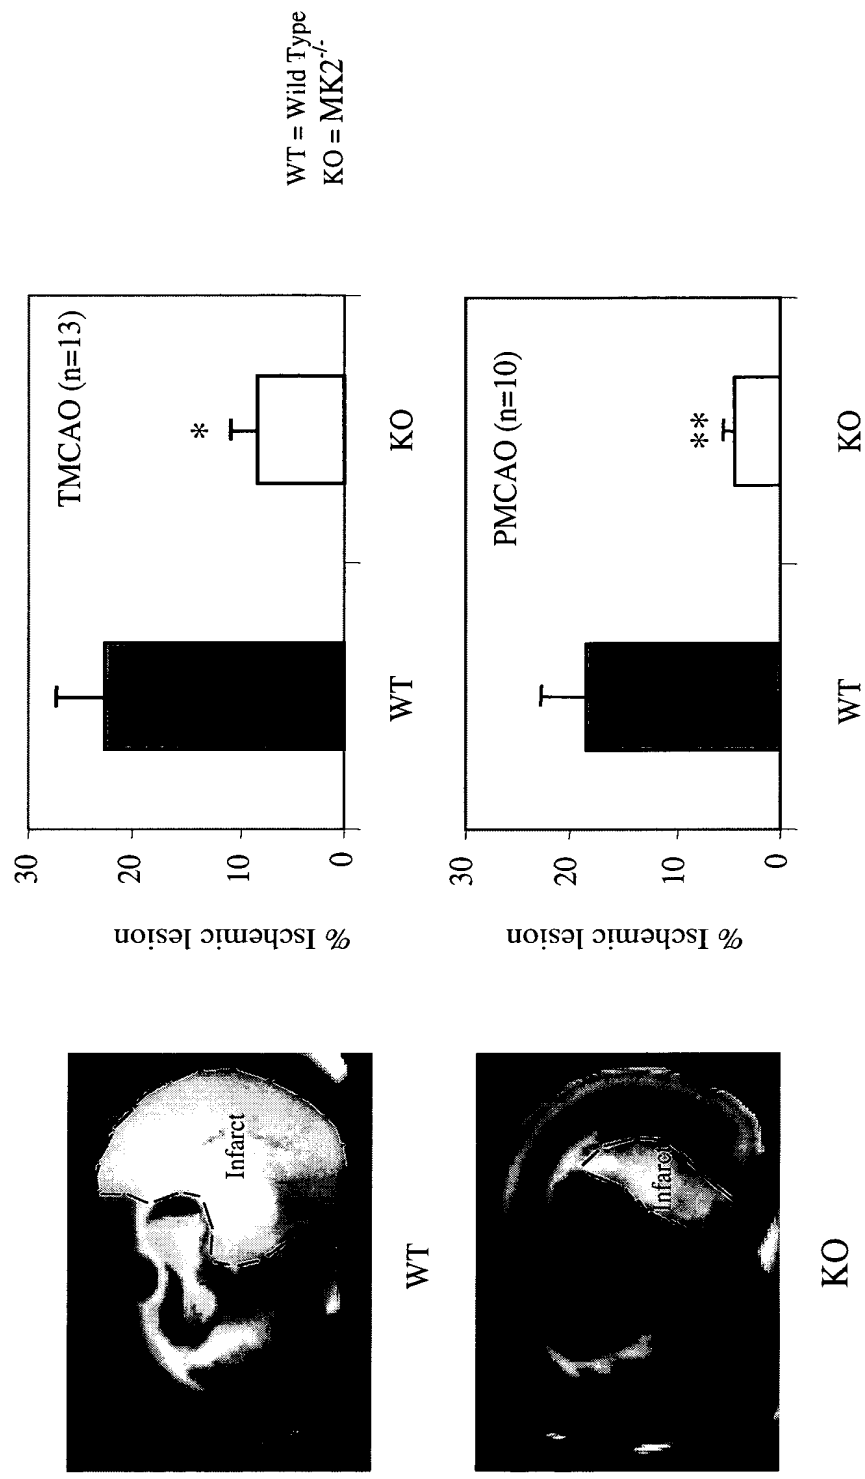 Infarct
WT
Infarct
KO
% Ischemic lesion
30
20
10
0
TMCAO (n=13)
*
WT
KO
% Ischemic lesion
30
20
10
0
PMCAO (n=10)
**
WT
KO
WT = Wild Type
KO = MK2-/-